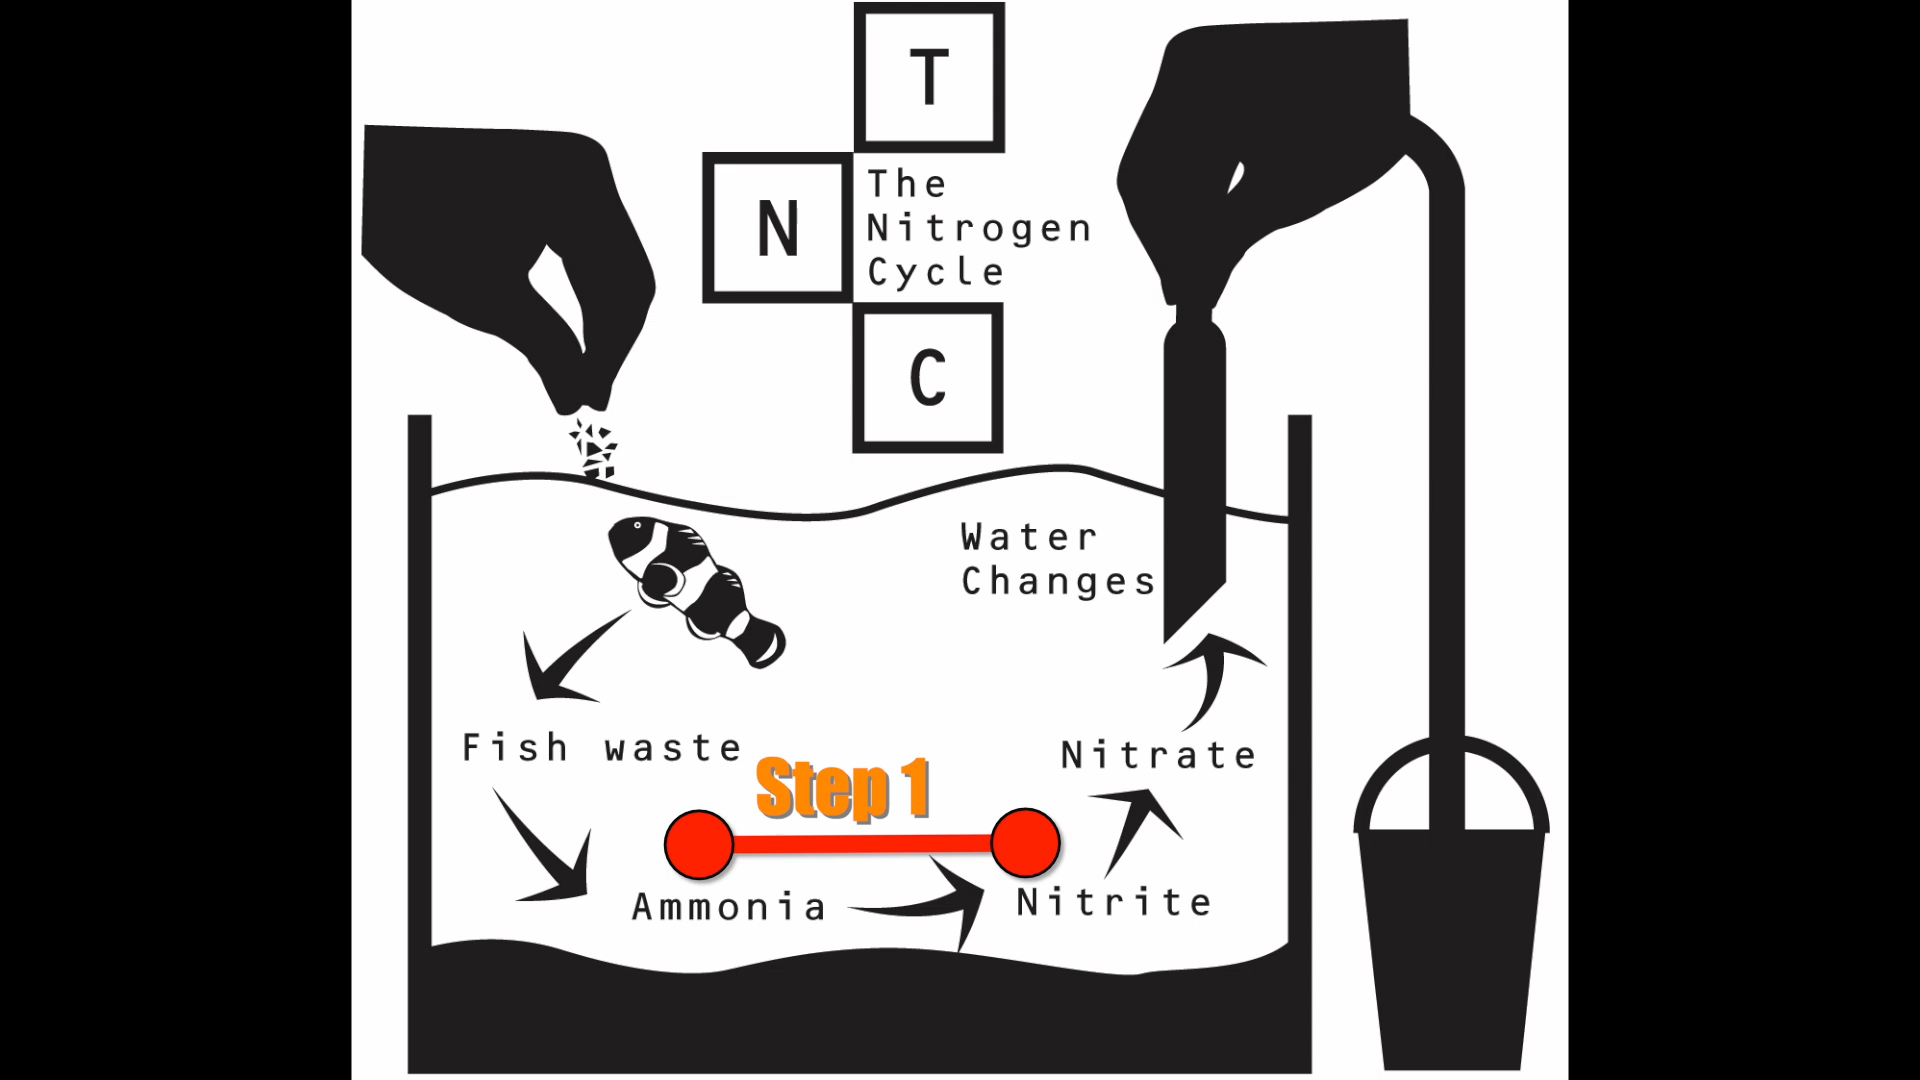 T
N
The
Nitrogen
Cycle
C
Water
Changes
Fish waste
Step 1
Nitrate
Ammonia
Nitrite